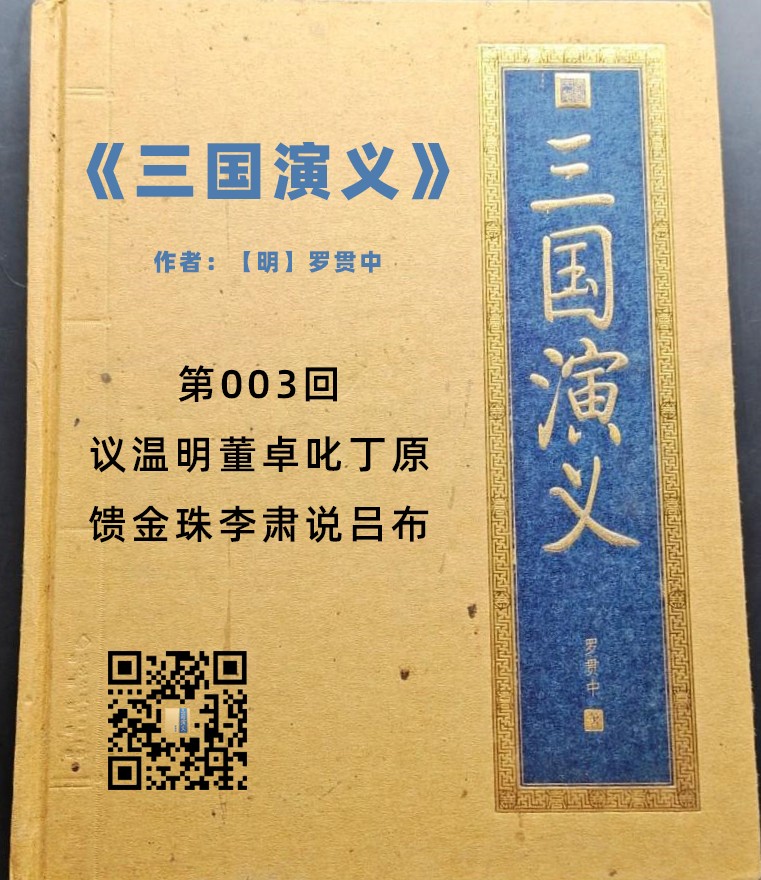 《三国演义》
作者：【明】罗贯中
第003回
议温明董卓叱丁原
馈金珠李肃说吕布
三国演义
罗贯中